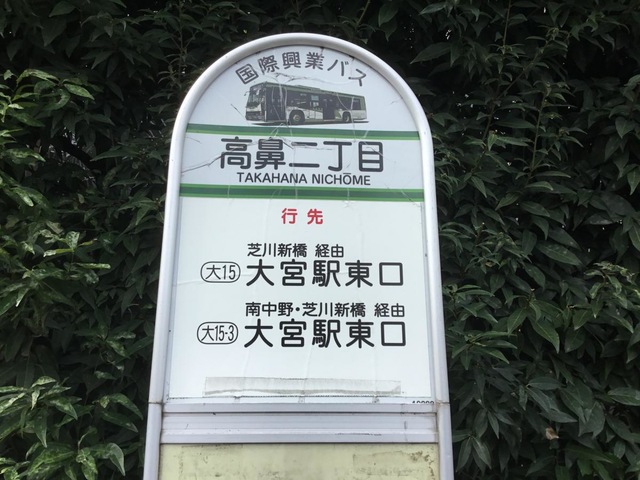 国際興業バス
高鼻二丁目
TAKAHANA NICHŌME
行先
芝川新橋 経由
大15 大宮駅東口
南中野・芝川新橋 経由
大15-3 大宮駅東口